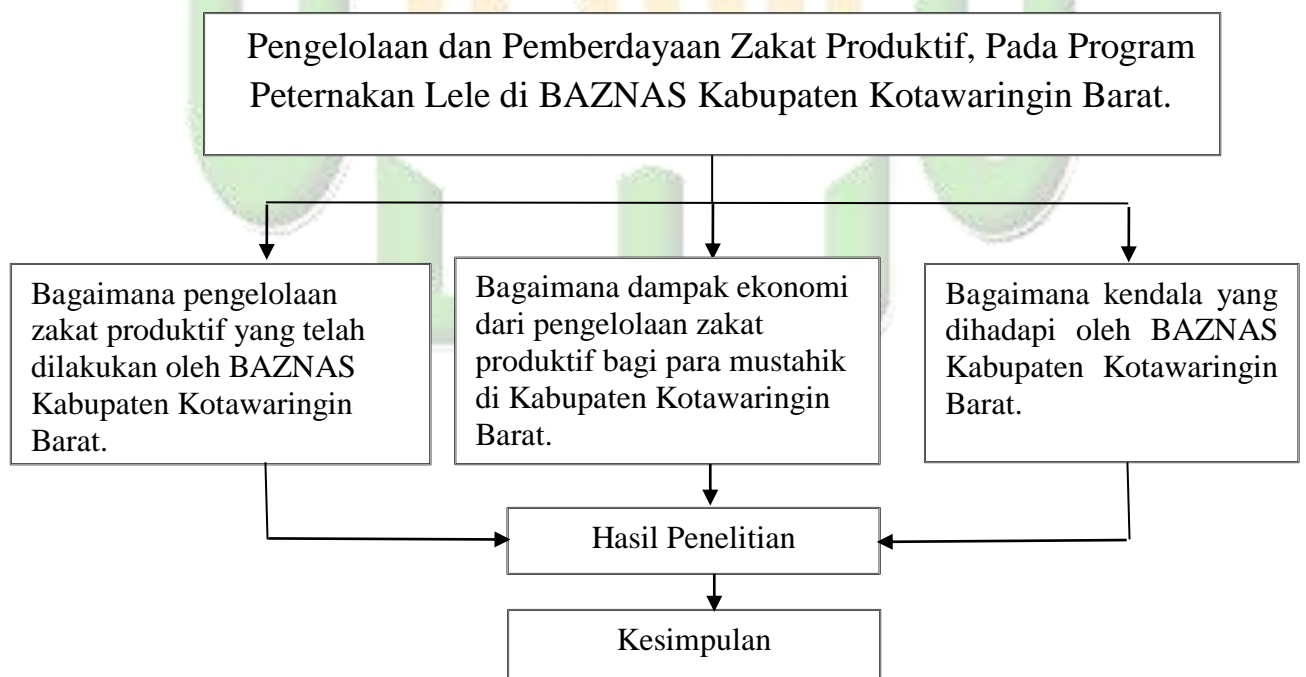 Pengelolaan dan Pemberdayaan Zakat Produktif, Pada Program
Peternakan Lele di BAZNAS Kabupaten Kotawaringin Barat.
Bagaimana pengelolaan
zakat produktif yang telah
dilakukan oleh BAZNAS
Kabupaten Kotawaringin
Barat.
Bagaimana dampak ekonomi
dari pengelolaan zakat
produktif bagi para mustahik
di Kabupaten Kotawaringin
Barat.
Bagaimana kendala yang
dihadapi oleh BAZNAS
Kabupaten Kotawaringin
Barat.
Hasil Penelitian
Kesimpulan